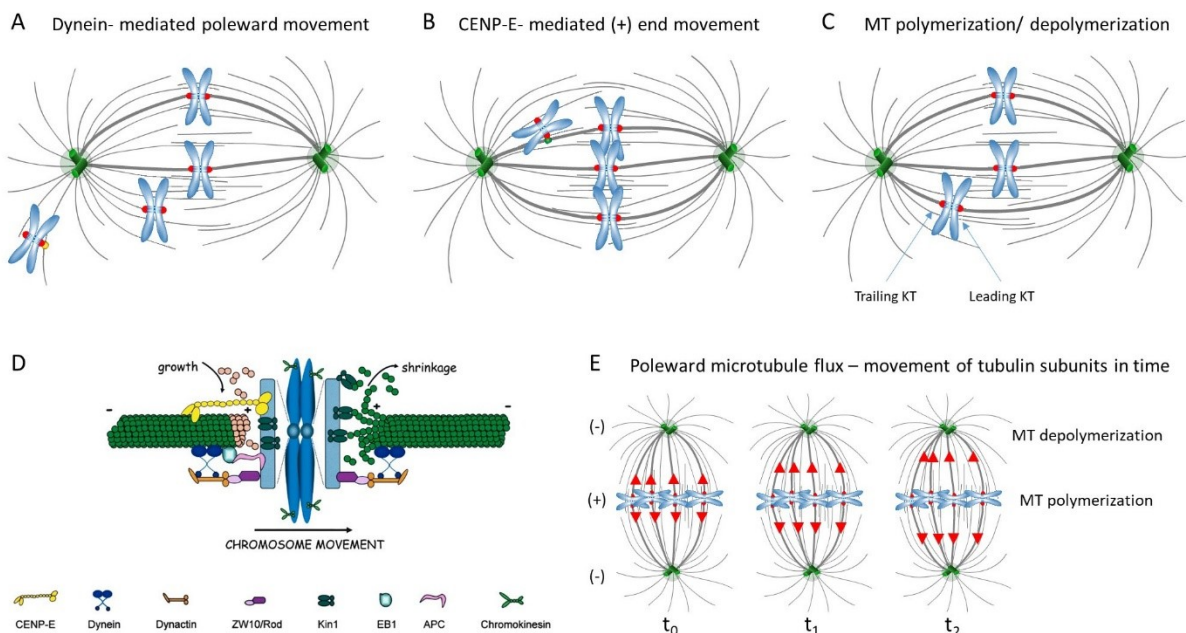 A Dynein- mediated poleward movement
B CENP-E- mediated (+) end movement
C MT polymerization/ depolymerization
Trailing KT
Leading KT
D
growth
shrinkage
-
+
+
-
CHROMOSOME MOVEMENT
CENP-E
Dynein
Dynactin
ZW10/Rod
Kin1
EB1
APC
Chromokinesin
E Poleward microtubule flux – movement of tubulin subunits in time
(-)
MT depolymerization
(+)
MT polymerization
(-)
t0
t1
t2